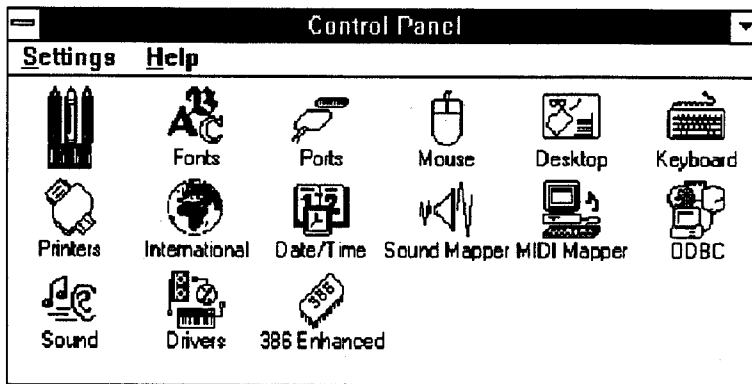 Control Panel
Settings Help
Fonts Ports Mouse Desktop Keyboard
Printers International Date/Time Sound Mapper MIDI Mapper ODBC
Sound Drivers 386 Enhanced
386